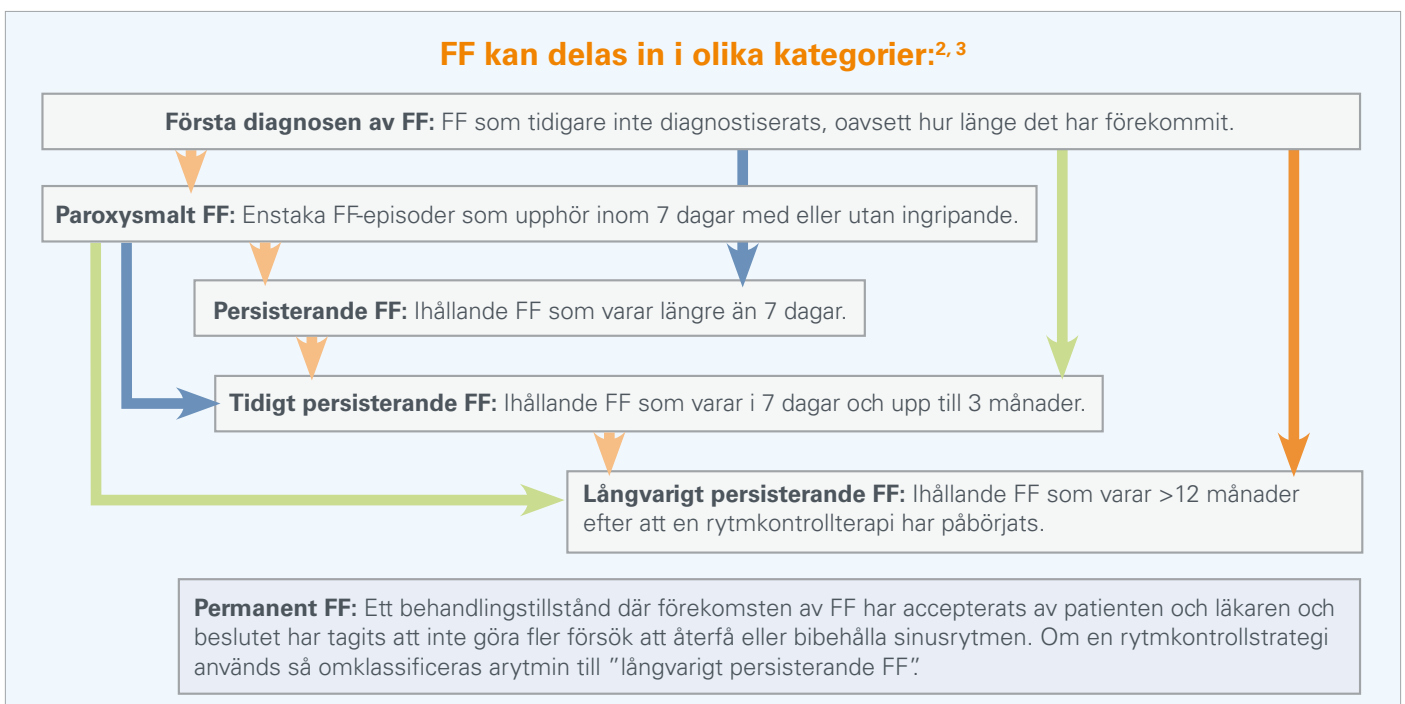 FF kan delas in i olika kategorier:2, 3
Första diagnosen av FF: FF som tidigare inte diagnostiserats, oavsett hur länge det har förekommit.
Paroxysmalt FF: Enstaka FF-episoder som upphör inom 7 dagar med eller utan ingripande.
Persisterande FF: Ihållande FF som varar längre än 7 dagar.
Tidigt persisterande FF: Ihållande FF som varar i 7 dagar och upp till 3 månader.
Långvarigt persisterande FF: Ihållande FF som varar >12 månader
efter att en rytmkontrollterapi har påbörjats.
Permanent FF: Ett behandlingstillstånd där förekomsten av FF har accepterats av patienten och läkaren och
beslutet har tagits att inte göra fler försök att återfå eller bibehålla sinusrytmen. Om en rytmkontrollstrategi
används så omklassificeras arytmin till ”långvarigt persisterande FF”.